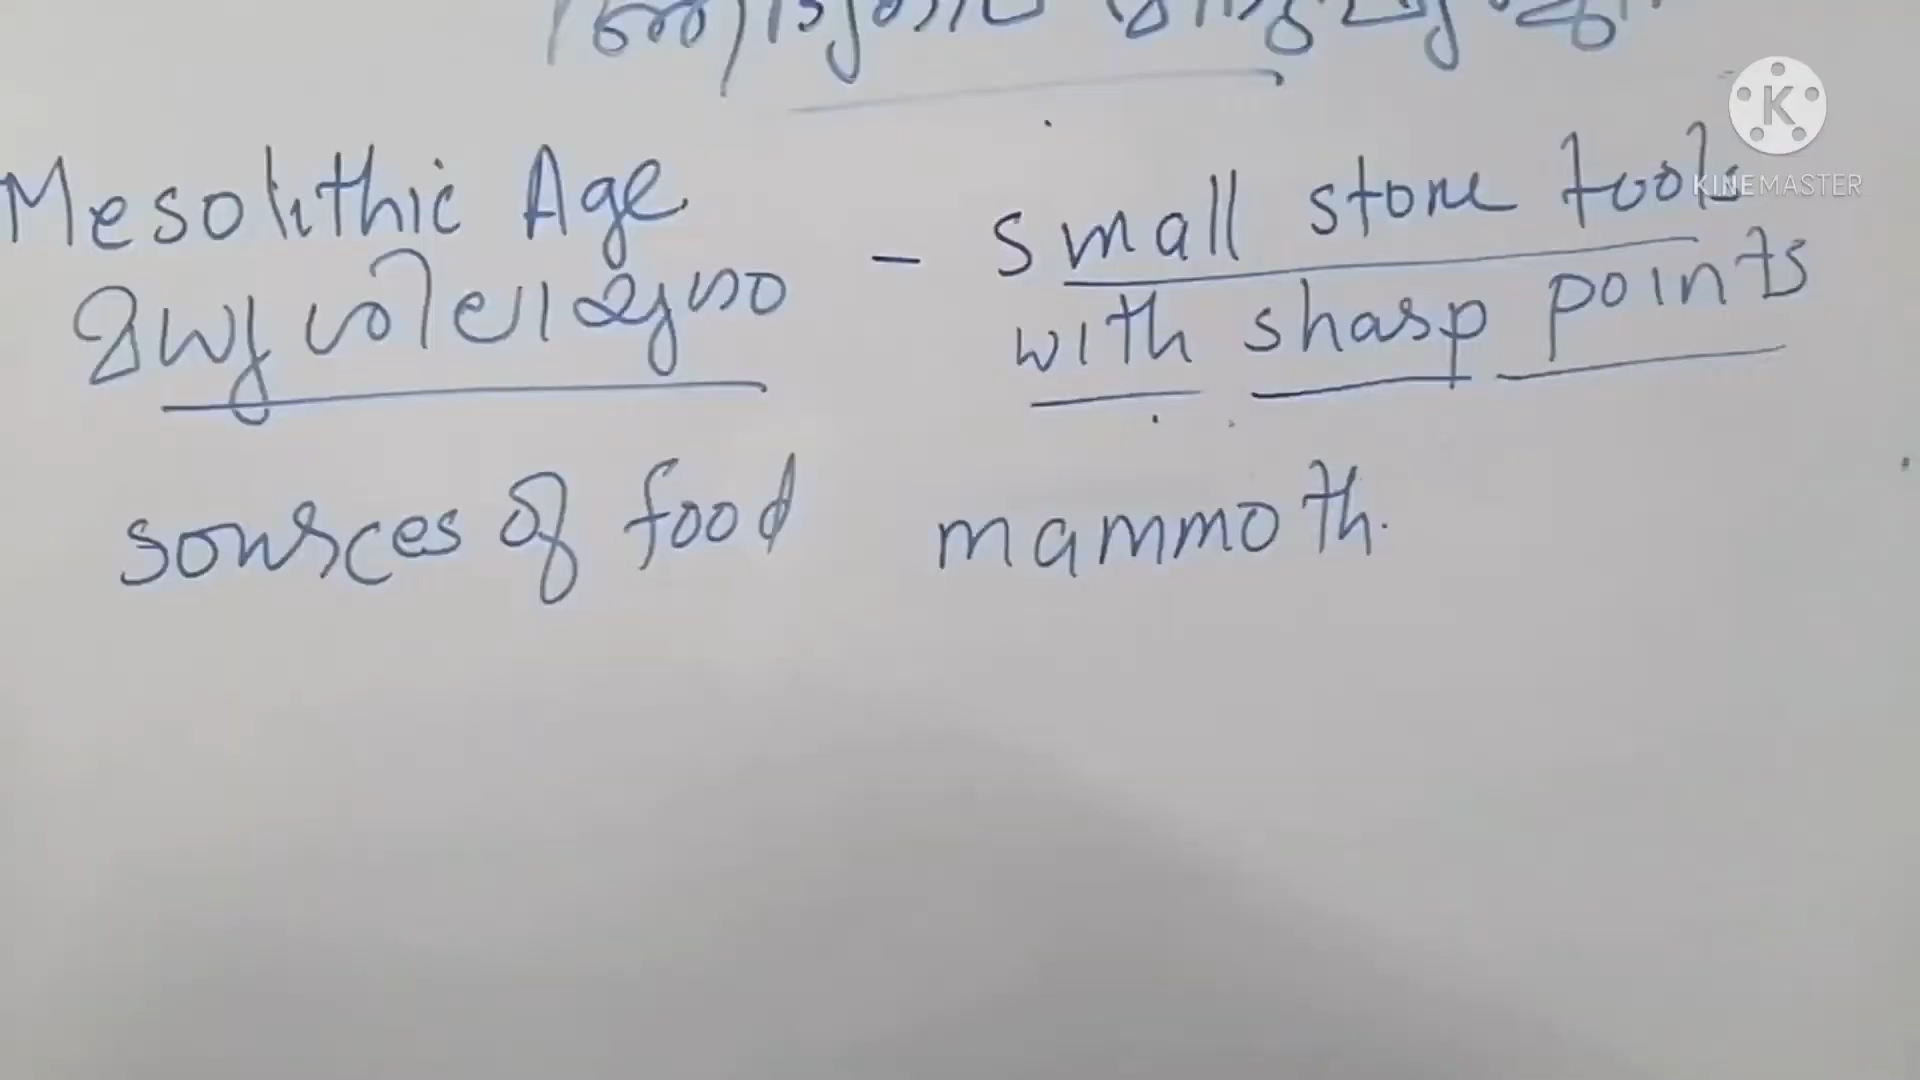 Mesolithic Age
മധ്യശിലായുഗം
- small stone tools
with sharp points
sources of food mammoth.
KINEMASTER